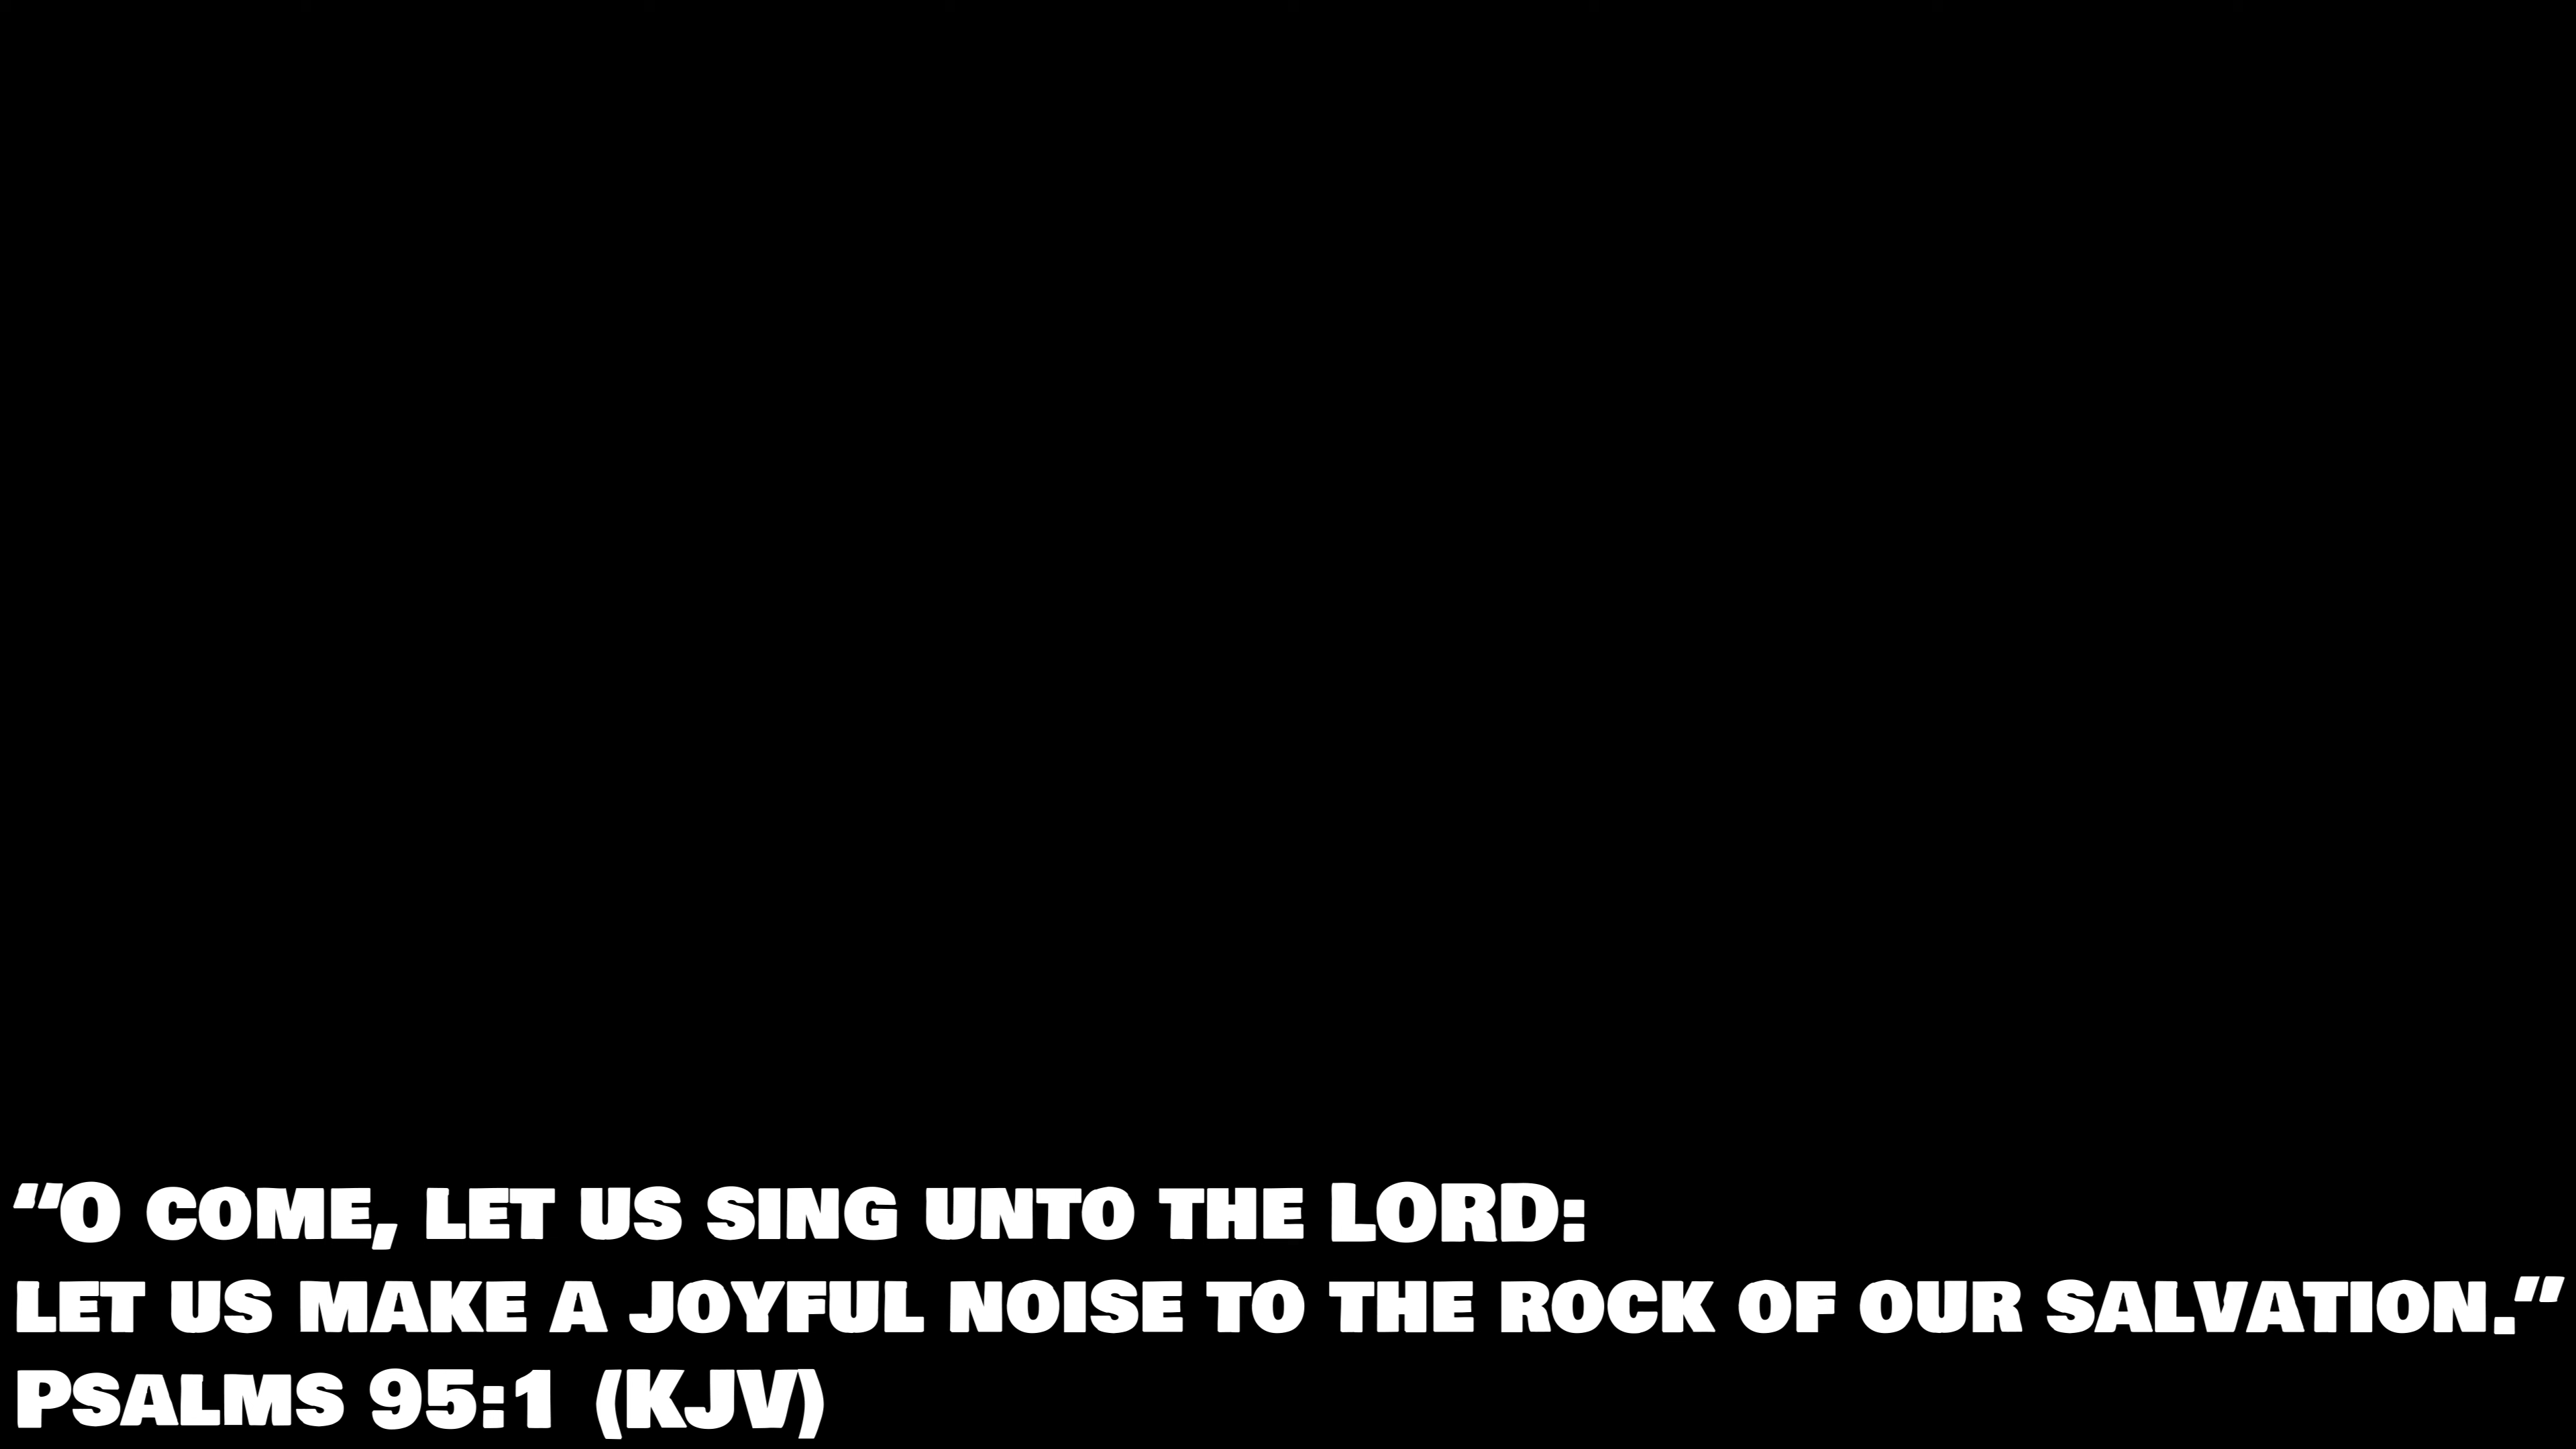 “O come, let us sing unto the LORD:
let us make a joyful noise to the rock of our salvation.”
Psalms 95:1 (KJV)